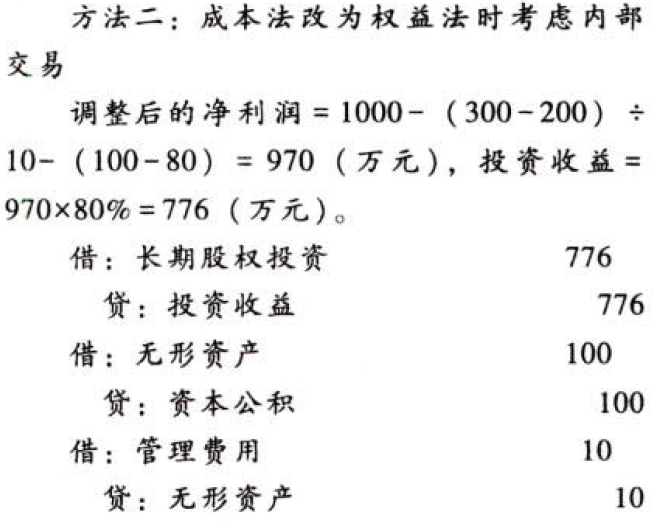 方法二：成本法改为权益法时考虑内部
交易
调整后的净利润=1000-（300-200）÷
10-（100-80）=970（万元），投资收益=
970×80%=776（万元）。
借：长期股权投资 776
贷：投资收益 776
借：无形资产 100
贷：资本公积 100
借：管理费用 10
贷：无形资产 10